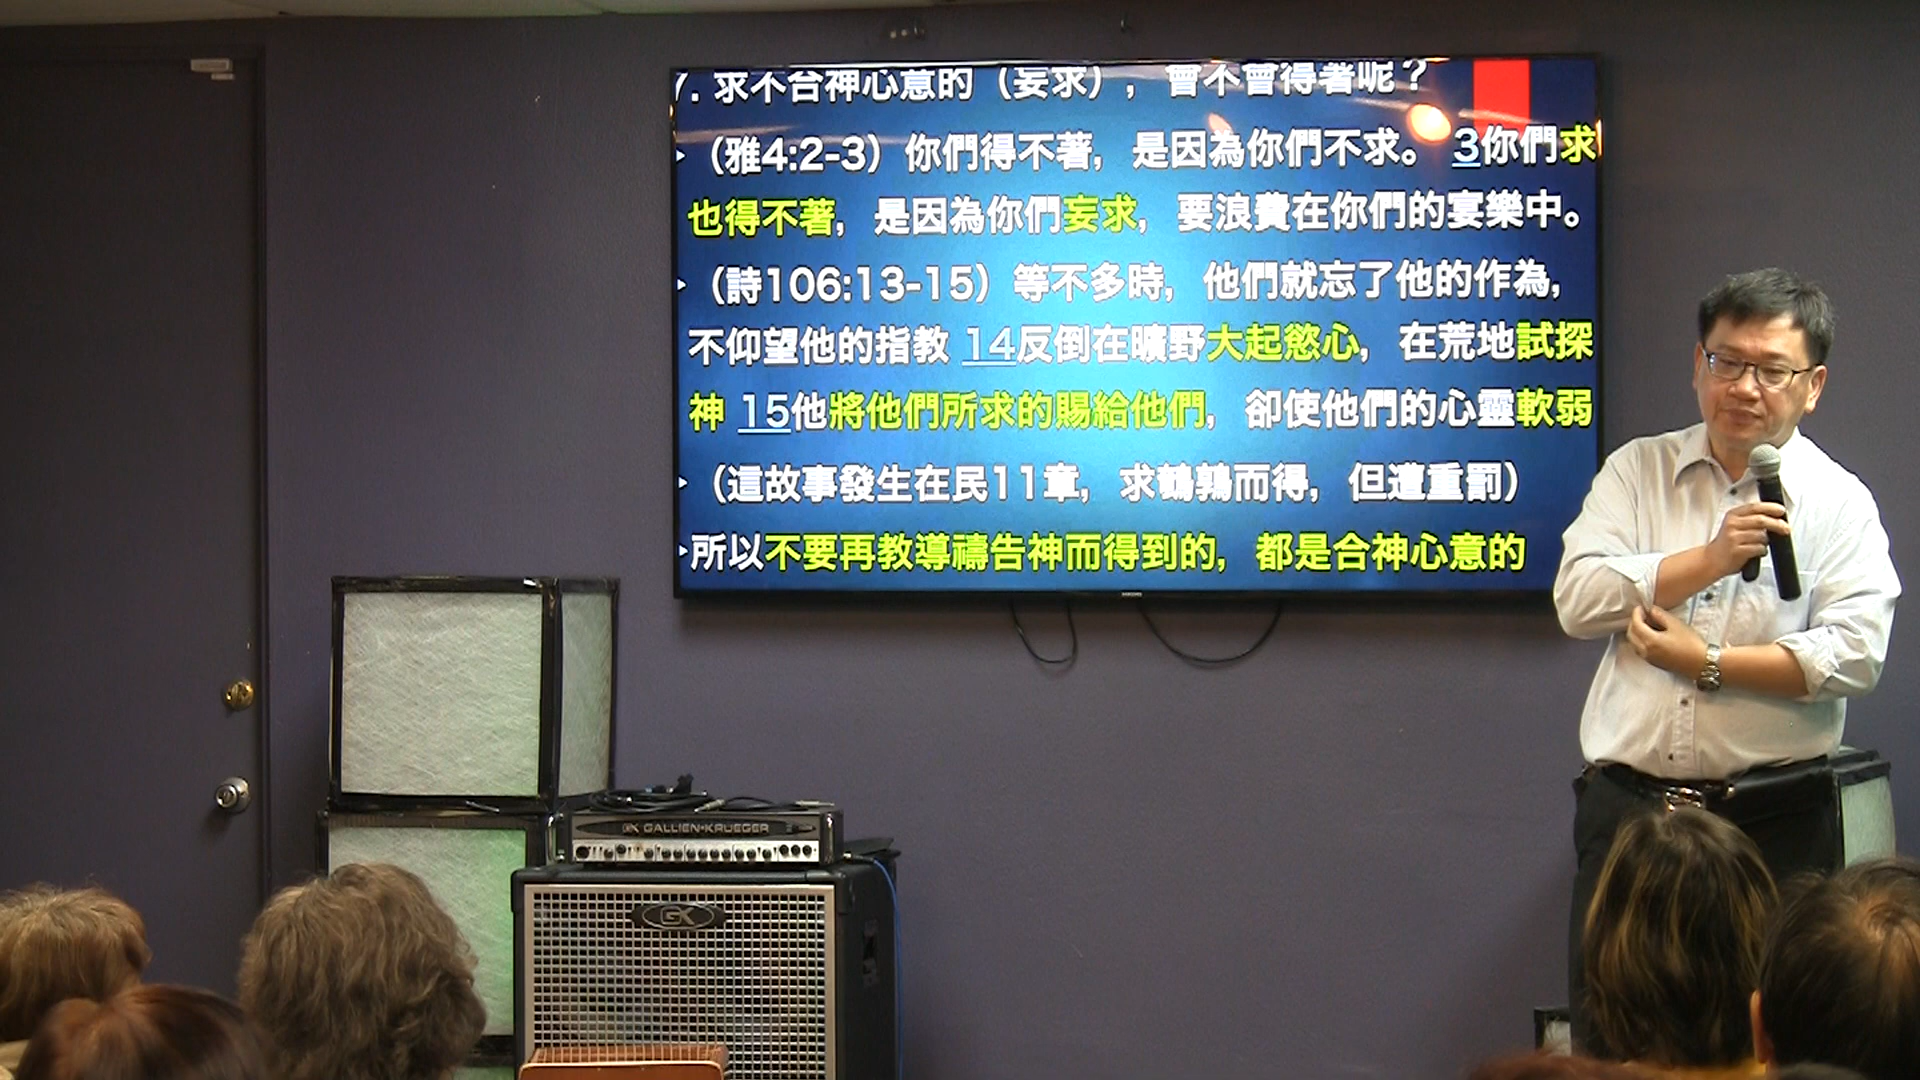 7. 求不合神心意的（妄求），會不會得著呢？
（雅4:2-3）你們得不著，是因為你們不求。 3你們求
也得不著，是因為你們妄求，要浪費在你們的宴樂中。
（詩106:13-15）等不多時，他們就忘了他的作為，
不仰望他的指教 14反倒在曠野大起慾心，在荒地試探
神 15他將他們所求的賜給他們，卻使他們的心靈軟弱
（這故事發生在民11章，求鵪鶉而得，但遭重罰）
所以不要再教導禱告神而得到的，都是合神心意的
SAMSUNG
GK GALLIEN-KRUEGER
GK